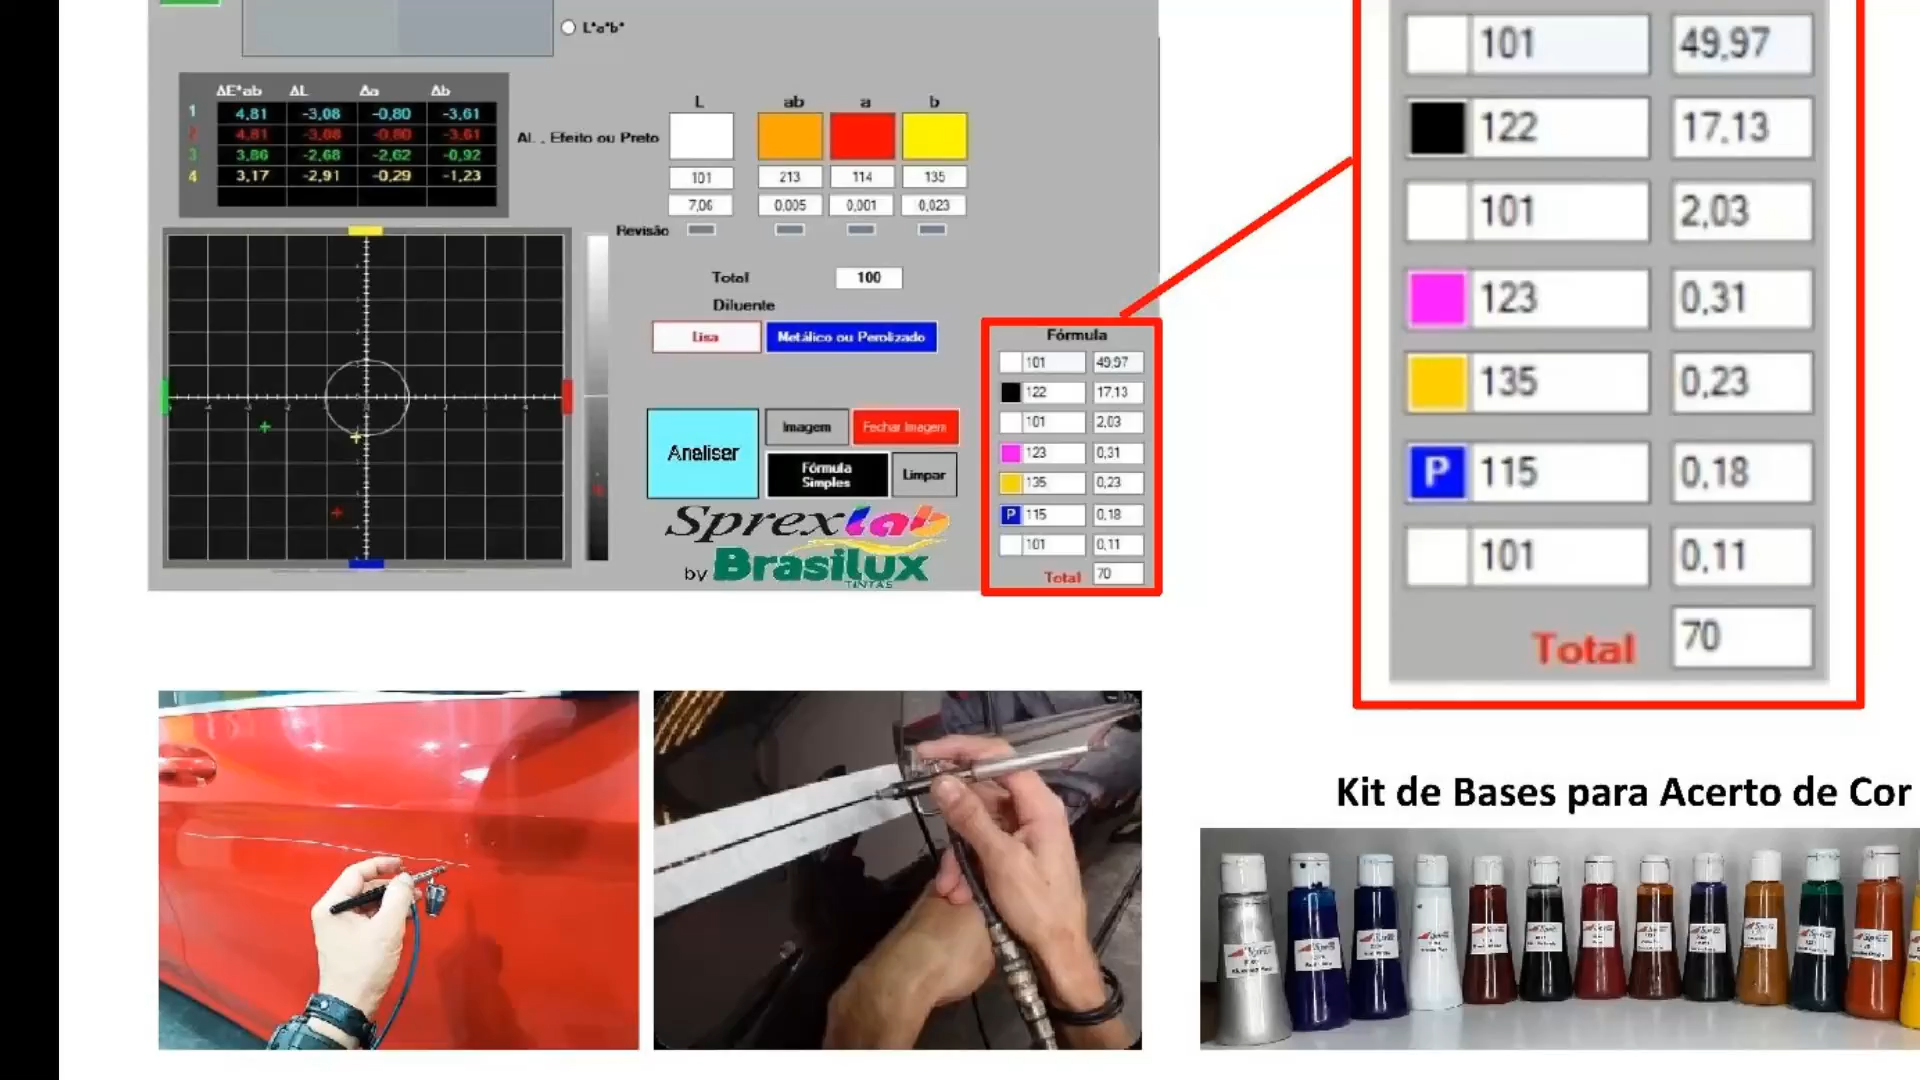 L*a*b*
ΔE*ab ΔL Δa Δb
1 4,81 -3,08 -0,80 -3,61
2 4,81 -3,08 -0,80 -3,61
3 3,86 -2,68 -2,62 -0,92
4 3,17 -2,91 -0,29 -1,23
L ab a b
Al. . Efeito ou Preto
101 213 114 135
7,06 0,005 0,001 0,023
Revisão
Total 100
Diluente
Lisa Metálico ou Perolizado
Analiser
Imagem Fechar Imagem
Fórmula
Simples
Limpar
Sprexlab
by Brasilux
TINTAS
Fórmula
101 49,97
122 17,13
101 2,03
123 0,31
135 0,23
P 115 0,18
101 0,11
Total 70
101 49,97
122 17,13
101 2,03
123 0,31
135 0,23
P 115 0,18
101 0,11
Total 70
Kit de Bases para Acerto de Cor